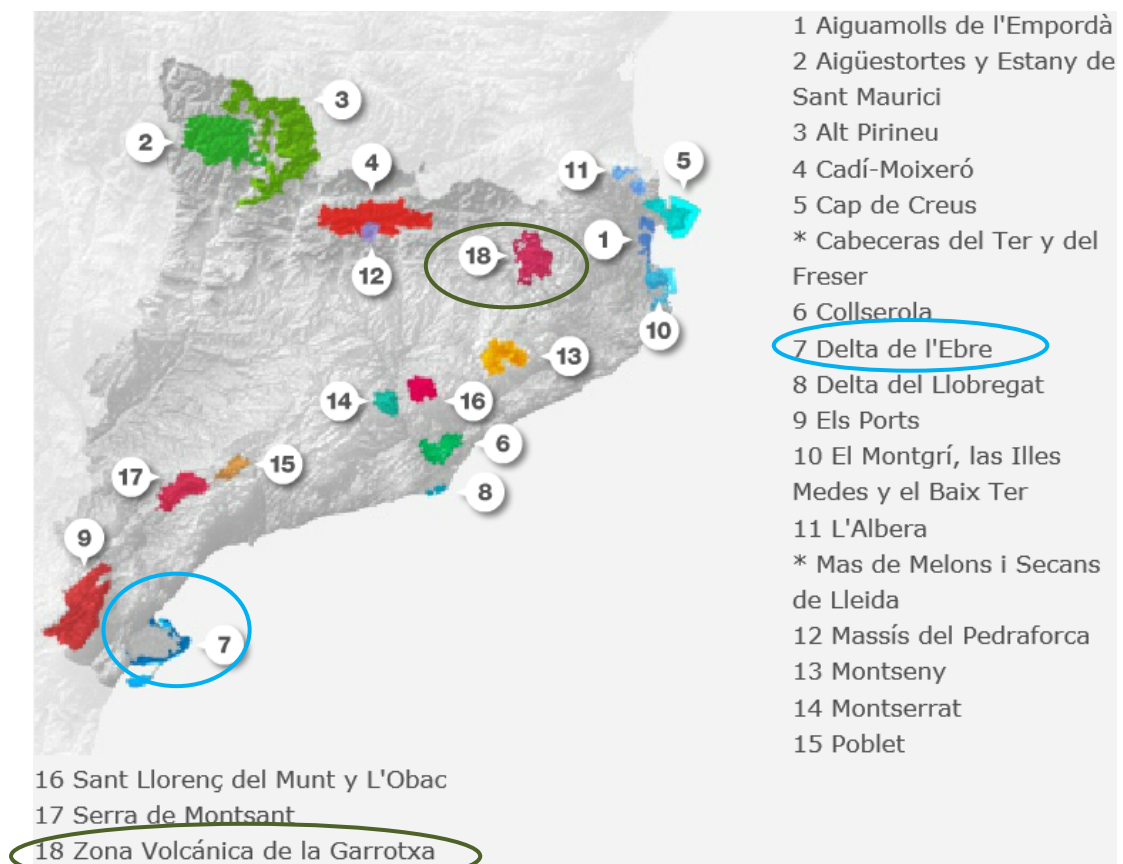 1 Aiguamolls de l'Empordà
2 Aigüestortes y Estany de
Sant Maurici
3 Alt Pirineu
4 Cadí-Moixeró
5 Cap de Creus
* Cabeceras del Ter y del
Freser
6 Collserola
7 Delta de l'Ebre
8 Delta del Llobregat
9 Els Ports
10 El Montgrí, las Illes
Medes y el Baix Ter
11 L'Albera
* Mas de Melons i Secans
de Lleida
12 Massís del Pedraforca
13 Montseny
14 Montserrat
15 Poblet
16 Sant Llorenç del Munt y L'Obac
17 Serra de Montsant
18 Zona Volcánica de la Garrotxa
3
2
4
11
5
18
1
12
10
13
14
16
6
15
17
8
9
7